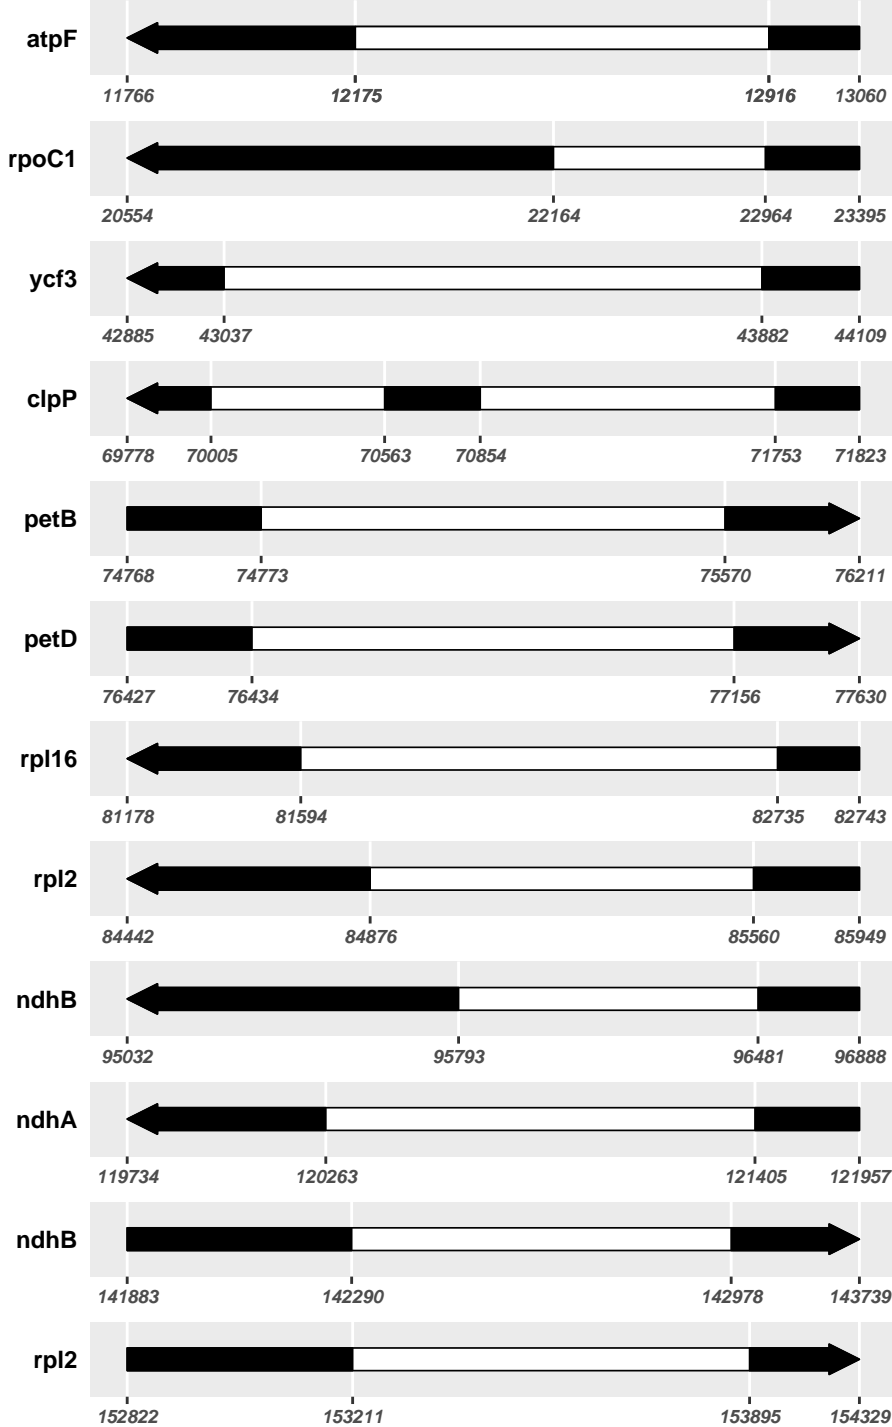 atpF
11766 12175 12916 13060
rpoC1
20554 22164 22964 23395
ycf3
42885 43037 43882 44109
clpP
69778 70005 70563 70854 71753 71823
petB
74768 74773 75570 76211
petD
76427 76434 77156 77630
rpl16
81178 81594 82735 82743
rpl2
84442 84876 85560 85949
ndhB
95032 95793 96481 96888
ndhA
119734 120263 121405 121957
ndhB
141883 142290 142978 143739
rpl2
152822 153211 153895 154329